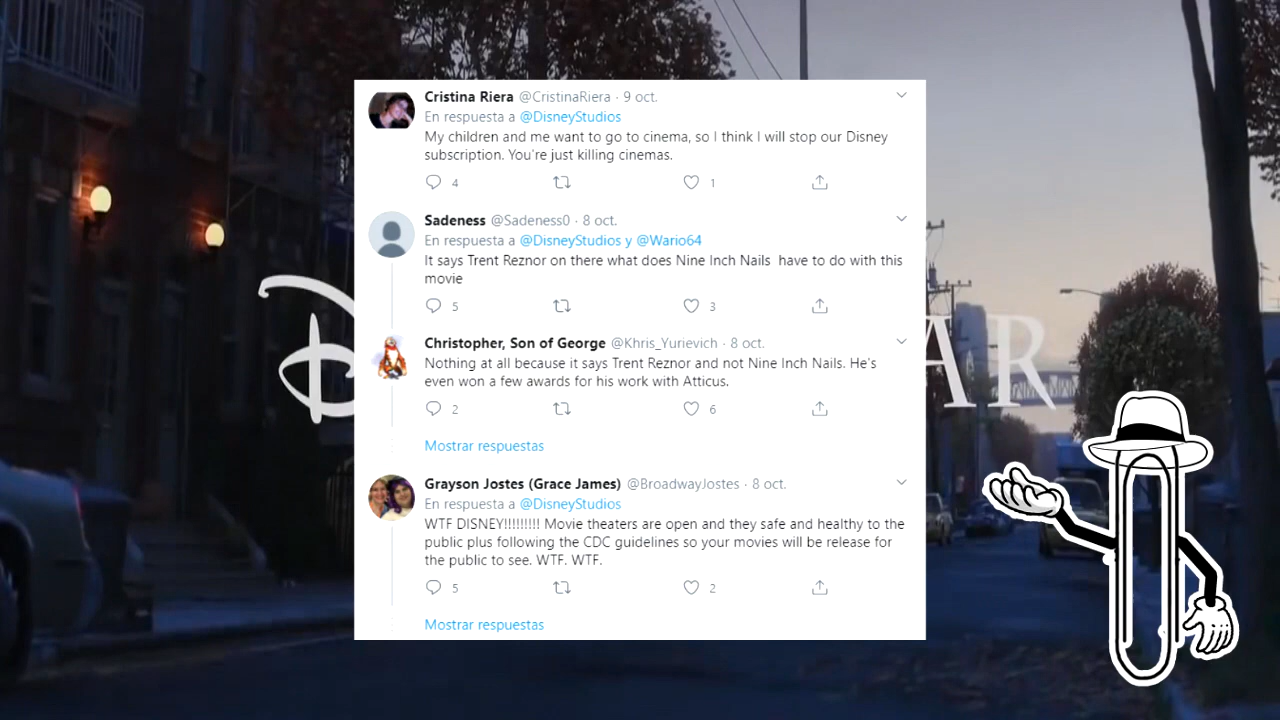 Cristina Riera @CristinaRiera · 9 oct.
En respuesta a @DisneyStudios
My children and me want to go to cinema, so I think I will stop our Disney
subscription. You're just killing cinemas.
4 1
Sadeness @Sadeness0 · 8 oct.
En respuesta a @DisneyStudios y @Wario64
It says Trent Reznor on there what does Nine Inch Nails have to do with this
movie
5 3
Christopher, Son of George @Khris_Yurievich · 8 oct.
Nothing at all because it says Trent Reznor and not Nine Inch Nails. He's
even won a few awards for his work with Atticus.
2 6
Mostrar respuestas
Grayson Jostes (Grace James) @BroadwayJostes · 8 oct.
En respuesta a @DisneyStudios
WTF DISNEY!!!!!!!!! Movie theaters are open and they safe and healthy to the
public plus following the CDC guidelines so your movies will be release for
the public to see. WTF. WTF.
5 2
Mostrar respuestas
D AR